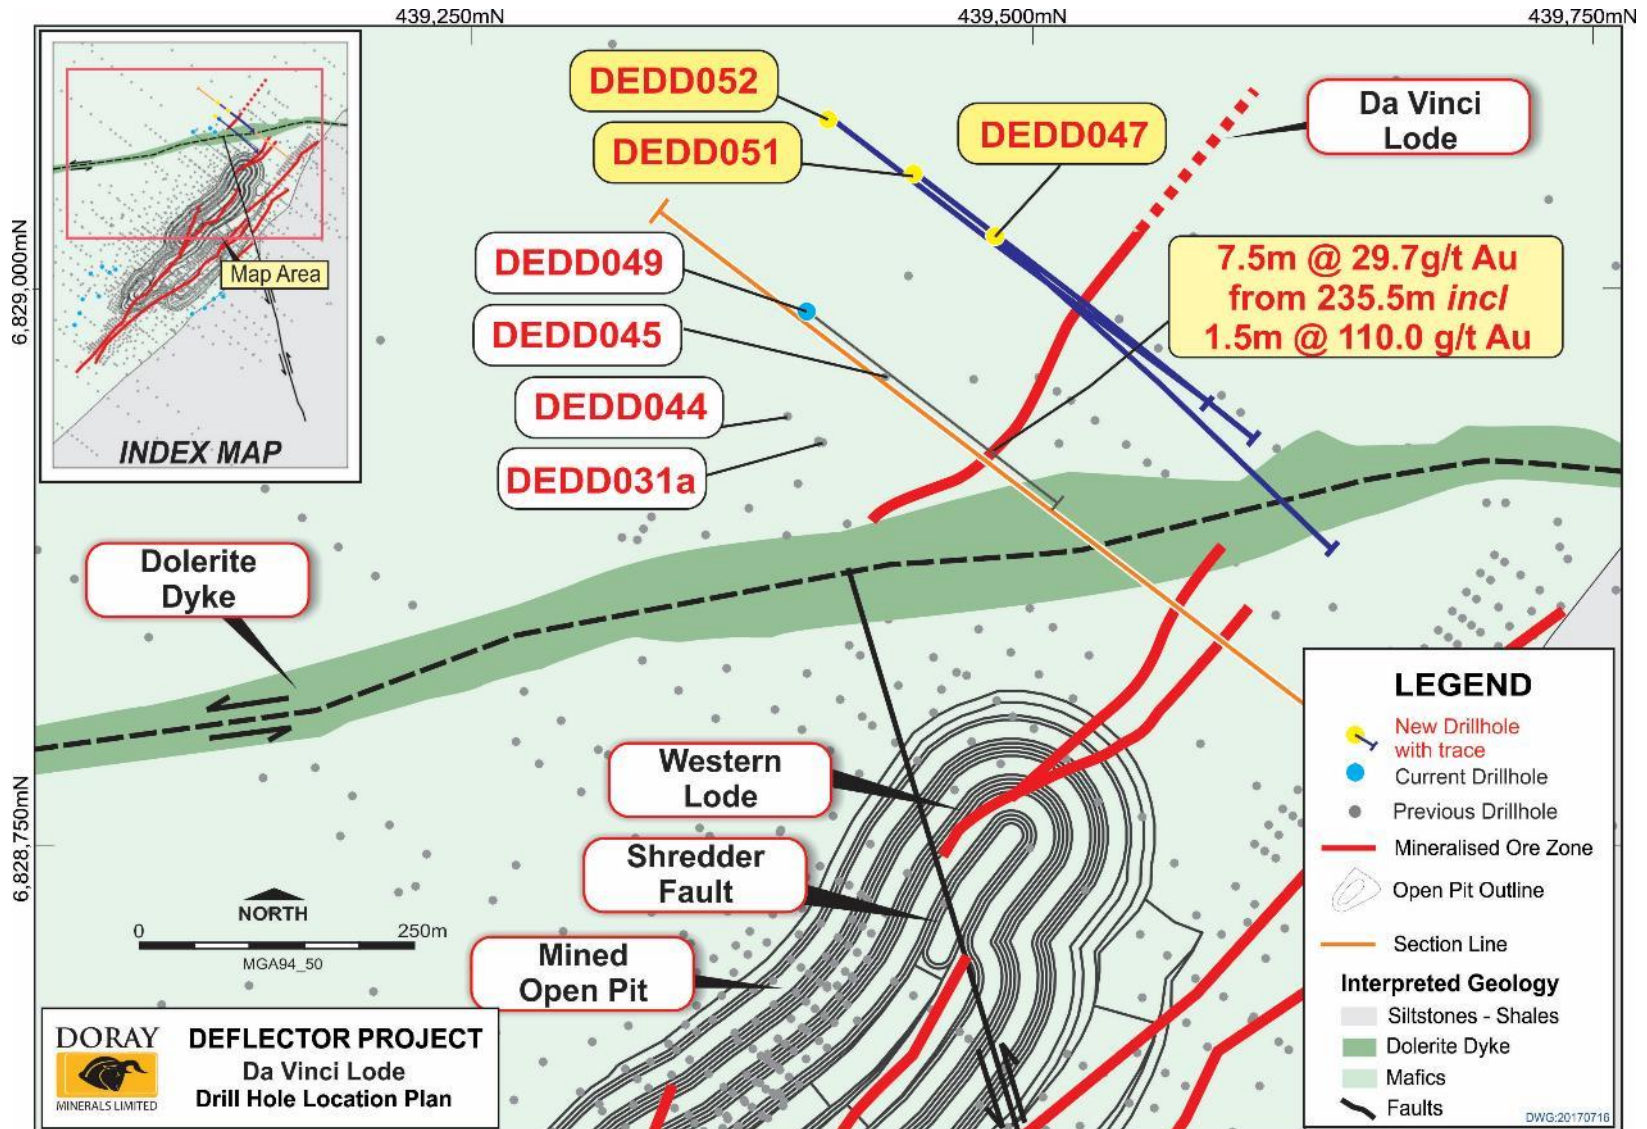 439,250mN
439,500mN
439,750mN
6,829,000mN
6,828,750mN
Map Area
INDEX MAP
DEDD052
DEDD051
DEDD047
Da Vinci
Lode
DEDD049
DEDD045
DEDD044
DEDD031a
7.5m @ 29.7g/t Au
from 235.5m incl
1.5m @ 110.0 g/t Au
Dolerite
Dyke
Western
Lode
Shredder
Fault
Mined
Open Pit
NORTH
0
250m
MGA94_50
DORAY
MINERALS LIMITED
DEFLECTOR PROJECT
Da Vinci Lode
Drill Hole Location Plan
LEGEND
New Drillhole
with trace
Current Drillhole
Previous Drillhole
Mineralised Ore Zone
Open Pit Outline
Section Line
Interpreted Geology
Siltstones - Shales
Dolerite Dyke
Mafics
Faults
DWG:20170716